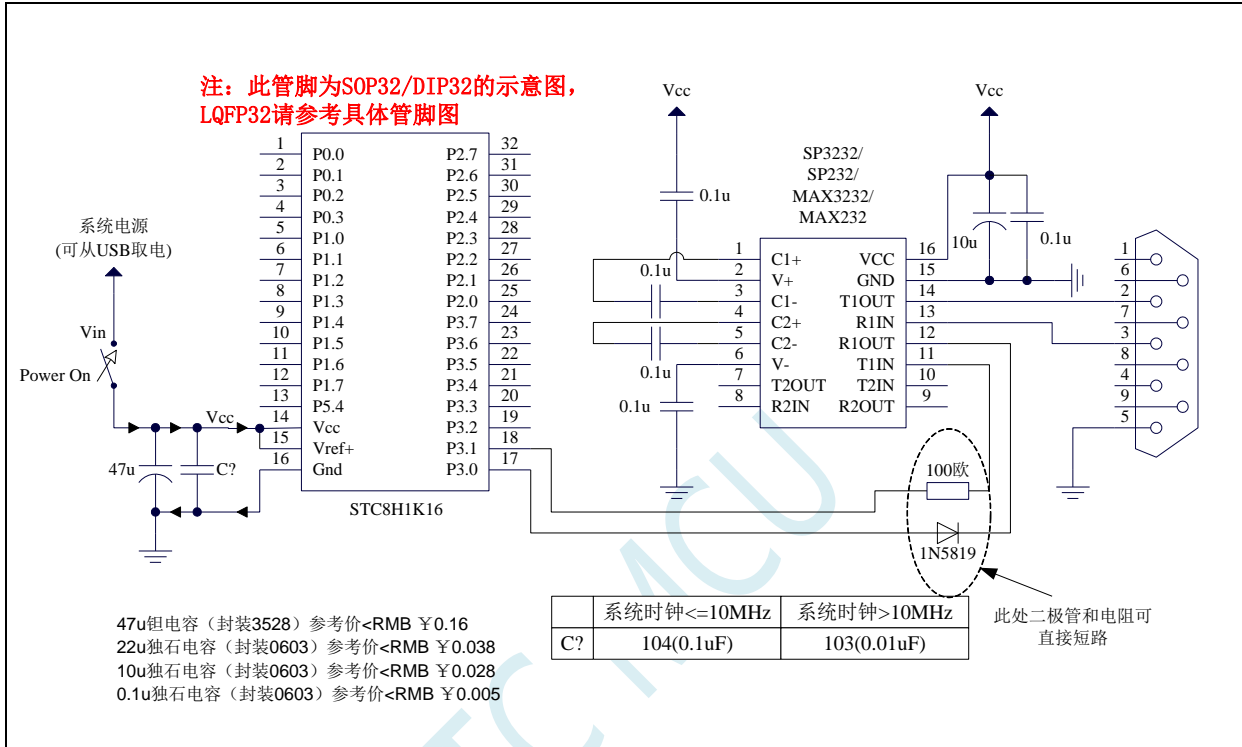 注：此管脚为SOP32/DIP32的示意图，
LQFP32请参考具体管脚图
系统电源
(可从USB取电)
Vin
Power On
Vcc
47u
C?
1 P0.0 P2.7 32
2 P0.1 P2.6 31
3 P0.2 P2.5 30
4 P0.3 P2.4 29
5 P1.0 P2.3 28
6 P1.1 P2.2 27
7 P1.2 P2.1 26
8 P1.3 P2.0 25
9 P1.4 P3.7 24
10 P1.5 P3.6 23
11 P1.6 P3.5 22
12 P1.7 P3.4 21
13 P5.4 P3.3 20
14 Vcc P3.2 19
15 Vref+ P3.1 18
16 Gnd P3.0 17
STC8H1K16
Vcc
0.1u
0.1u
0.1u
0.1u
SP3232/
SP232/
MAX3232/
MAX232
1 C1+ VCC 16
2 V+ GND 15
3 C1- T1OUT 14
4 C2+ R1IN 13
5 C2- R1OUT 12
6 V- T1IN 11
7 T2OUT T2IN 10
8 R2IN R2OUT 9
Vcc
10u
0.1u
1
6
2
7
3
8
4
9
5
100欧
1N5819
此处二极管和电阻可
直接短路
系统时钟<=10MHz 系统时钟>10MHz
C? 104(0.1uF) 103(0.01uF)
47u钽电容（封装3528）参考价<RMB ￥0.16
22u独石电容（封装0603）参考价<RMB ￥0.038
10u独石电容（封装0603）参考价<RMB ￥0.028
0.1u独石电容（封装0603）参考价<RMB ￥0.005
TC MCU